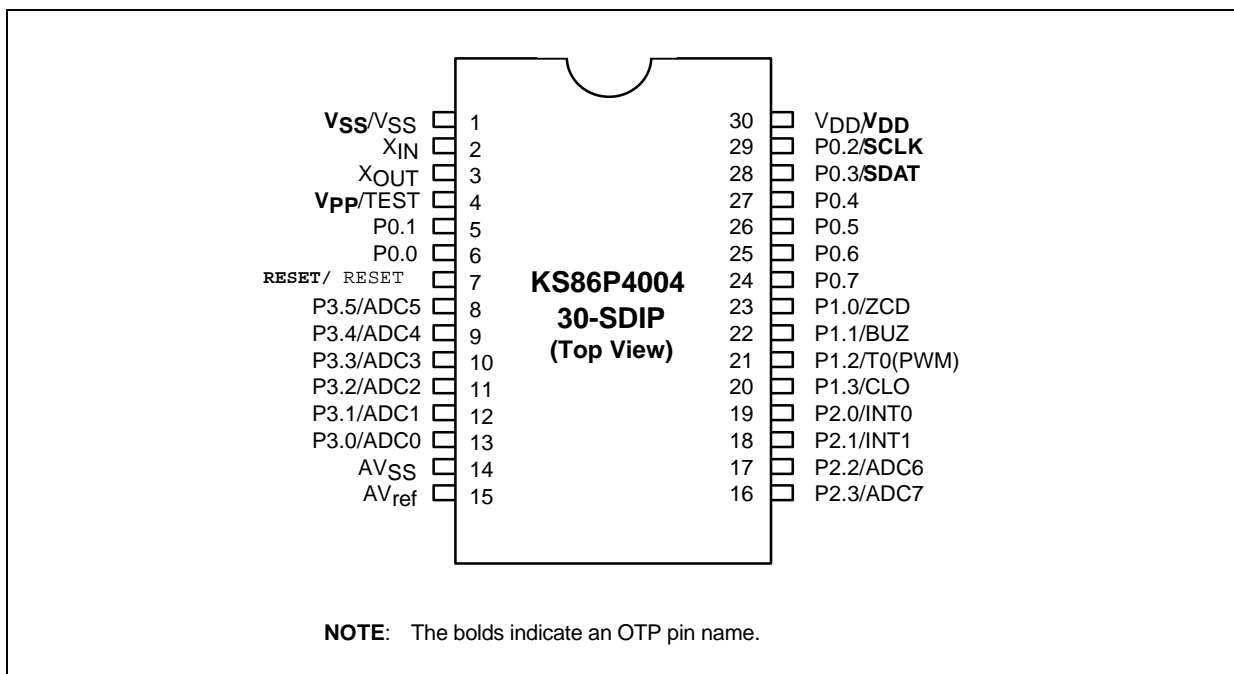 VSS/VSS 1 30 VDD/VDD
XIN 2 29 P0.2/SCLK
XOUT 3 28 P0.3/SDAT
VPP/TEST 4 27 P0.4
P0.1 5 26 P0.5
P0.0 6 25 P0.6
RESET/ RESET 7 24 P0.7
P3.5/ADC5 8 23 P1.0/ZCD
P3.4/ADC4 9 22 P1.1/BUZ
P3.3/ADC3 10 21 P1.2/T0(PWM)
P3.2/ADC2 11 20 P1.3/CLO
P3.1/ADC1 12 19 P2.0/INT0
P3.0/ADC0 13 18 P2.1/INT1
AVSS 14 17 P2.2/ADC6
AVref 15 16 P2.3/ADC7
KS86P4004
30-SDIP
(Top View)
NOTE: The bolds indicate an OTP pin name.